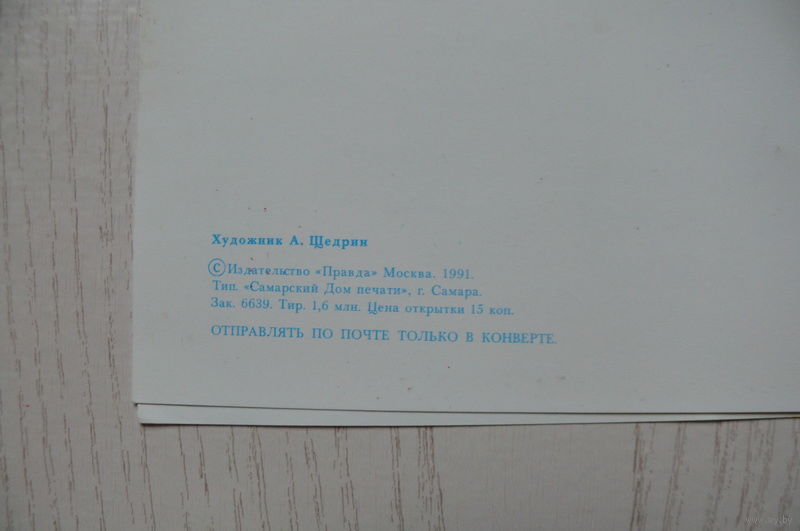 Художник А. Щедрин
©Издательство «Правда» Москва. 1991.
Тип. «Самарский Дом печати», г. Самара.
Зак. 6639. Тир. 1,6 млн. Цена открытки 15 коп.
ОТПРАВЛЯТЬ ПО ПОЧТЕ ТОЛЬКО В КОНВЕРТЕ.